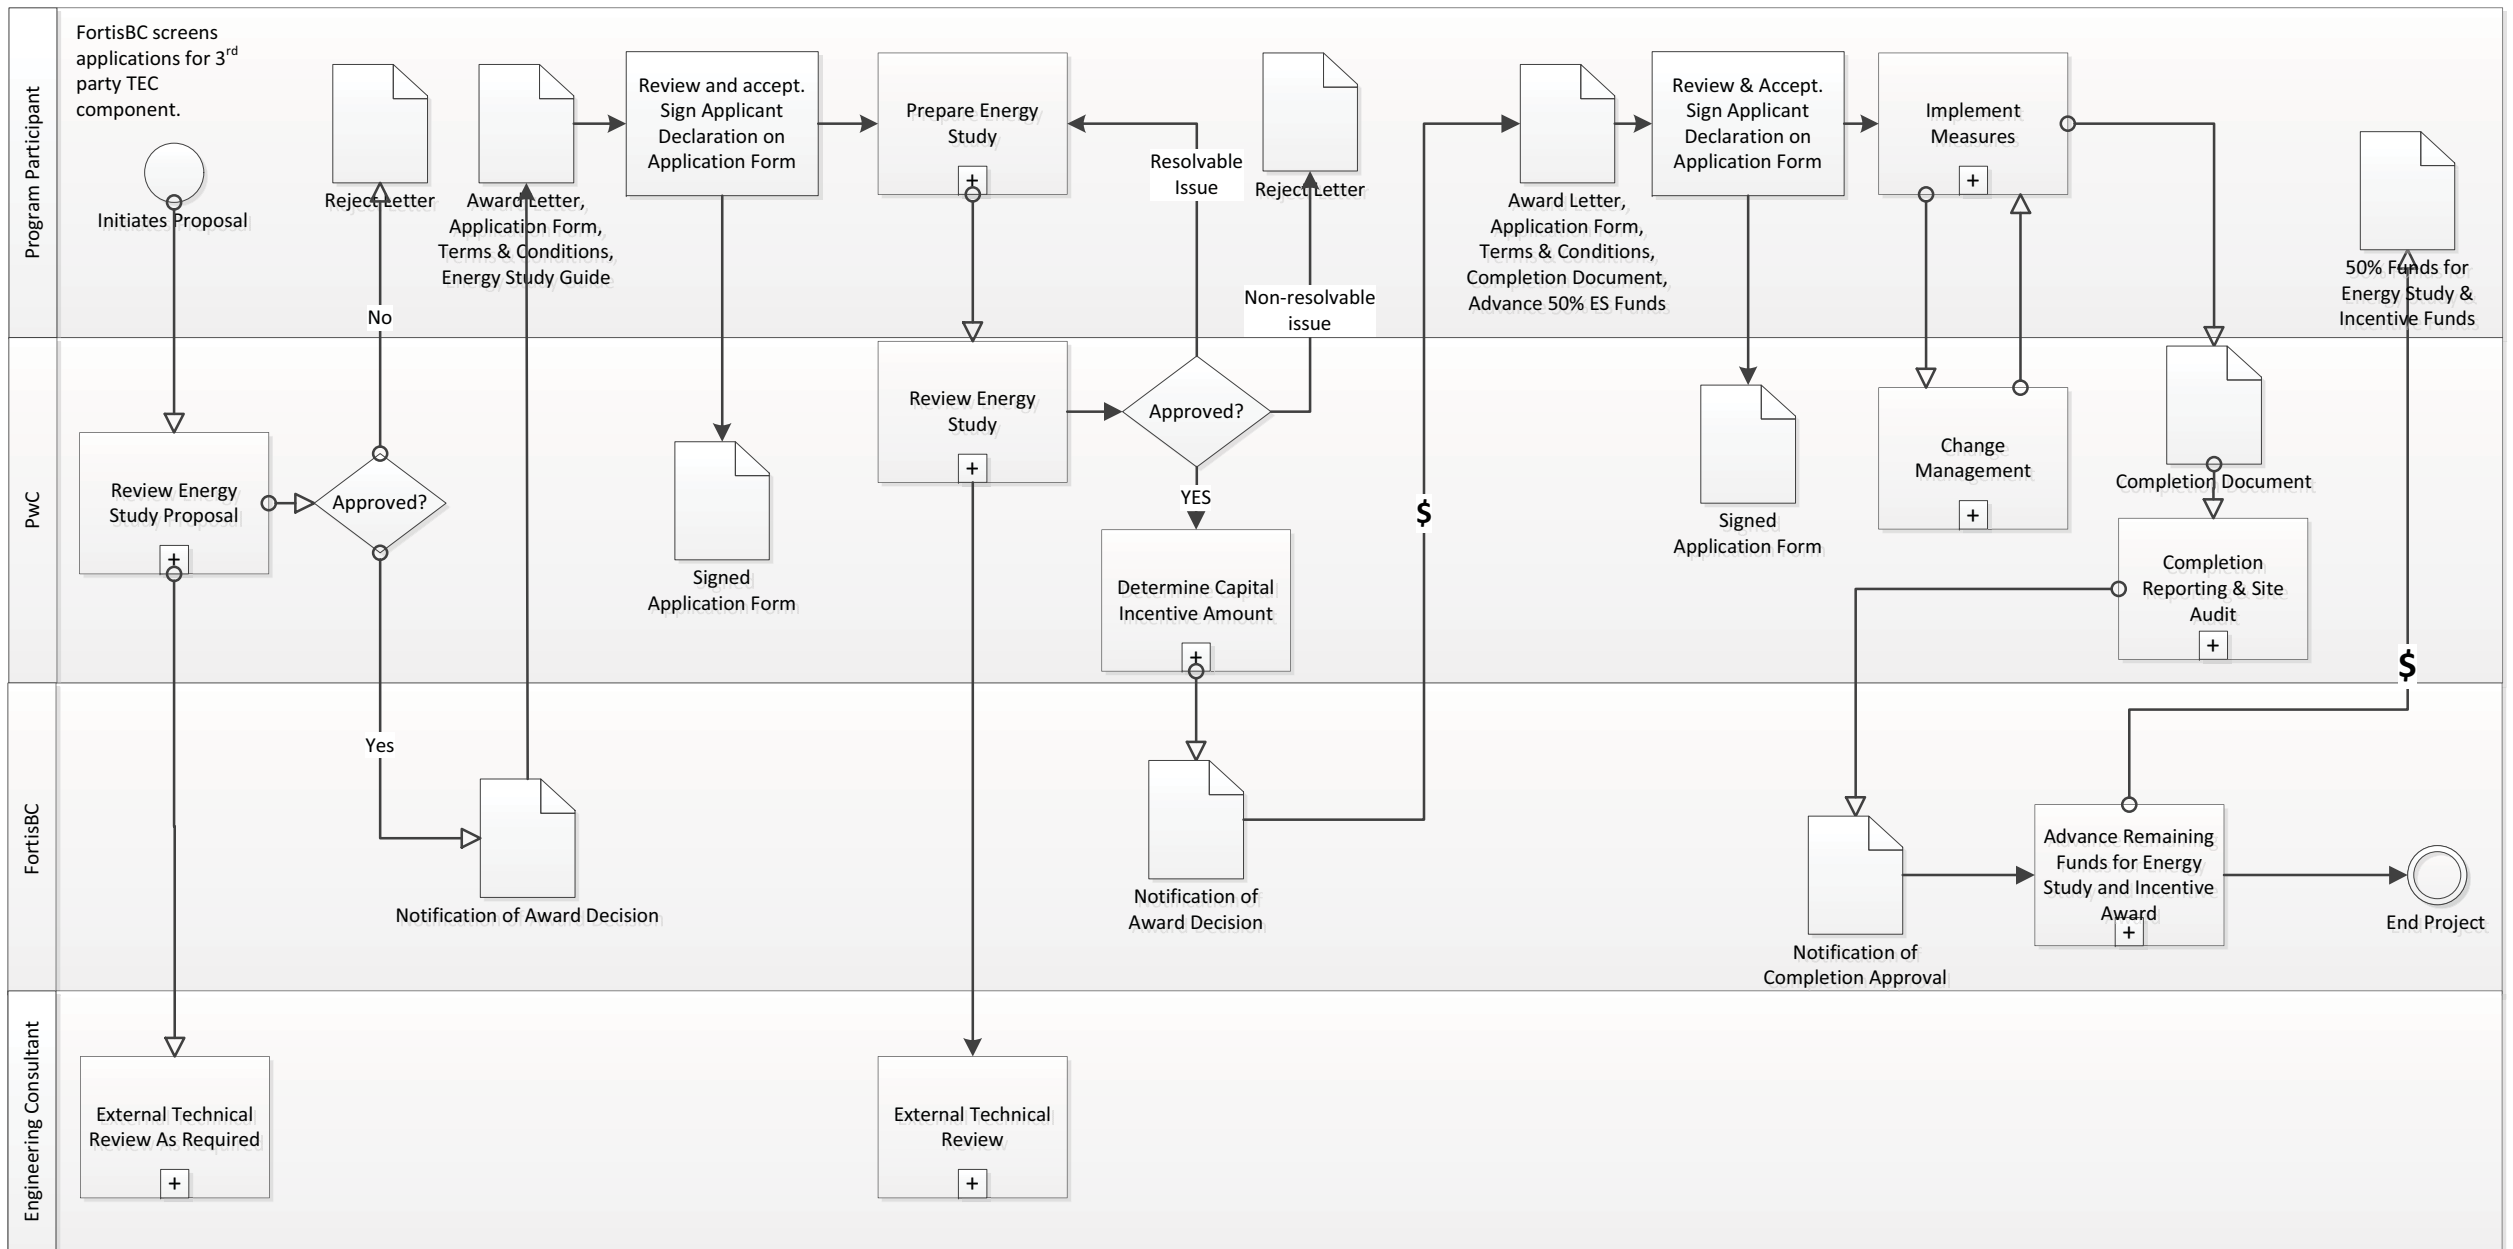 Program Participant
FortisBC screens
applications for 3rd
party TEC
component.
Initiates Proposal
Reject Letter
No
Award Letter,
Application Form,
Terms & Conditions,
Energy Study Guide
Review and accept.
Sign Applicant
Declaration on
Application Form
Prepare Energy
Study
+
Resolvable
Issue
Reject Letter
Non-resolvable
issue
Award Letter,
Application Form,
Terms & Conditions,
Completion Document,
Advance 50% ES Funds
Review & Accept.
Sign Applicant
Declaration on
Application Form
Implement
Measures
+
50% Funds for
Energy Study &
Incentive Funds
PwC
Review Energy
Study Proposal
+
Approved?
Signed
Application Form
Review Energy
Study
+
Approved?
YES
Determine Capital
Incentive Amount
+
$
Signed
Application Form
Change
Management
+
Completion Document
Completion
Reporting & Site
Audit
+
$
FortisBC
Yes
Notification of Award Decision
Notification of
Award Decision
Notification of
Completion Approval
Advance Remaining
Funds for Energy
Study and Incentive
Award
+
End Project
Engineering Consultant
External Technical
Review As Required
+
External Technical
Review
+